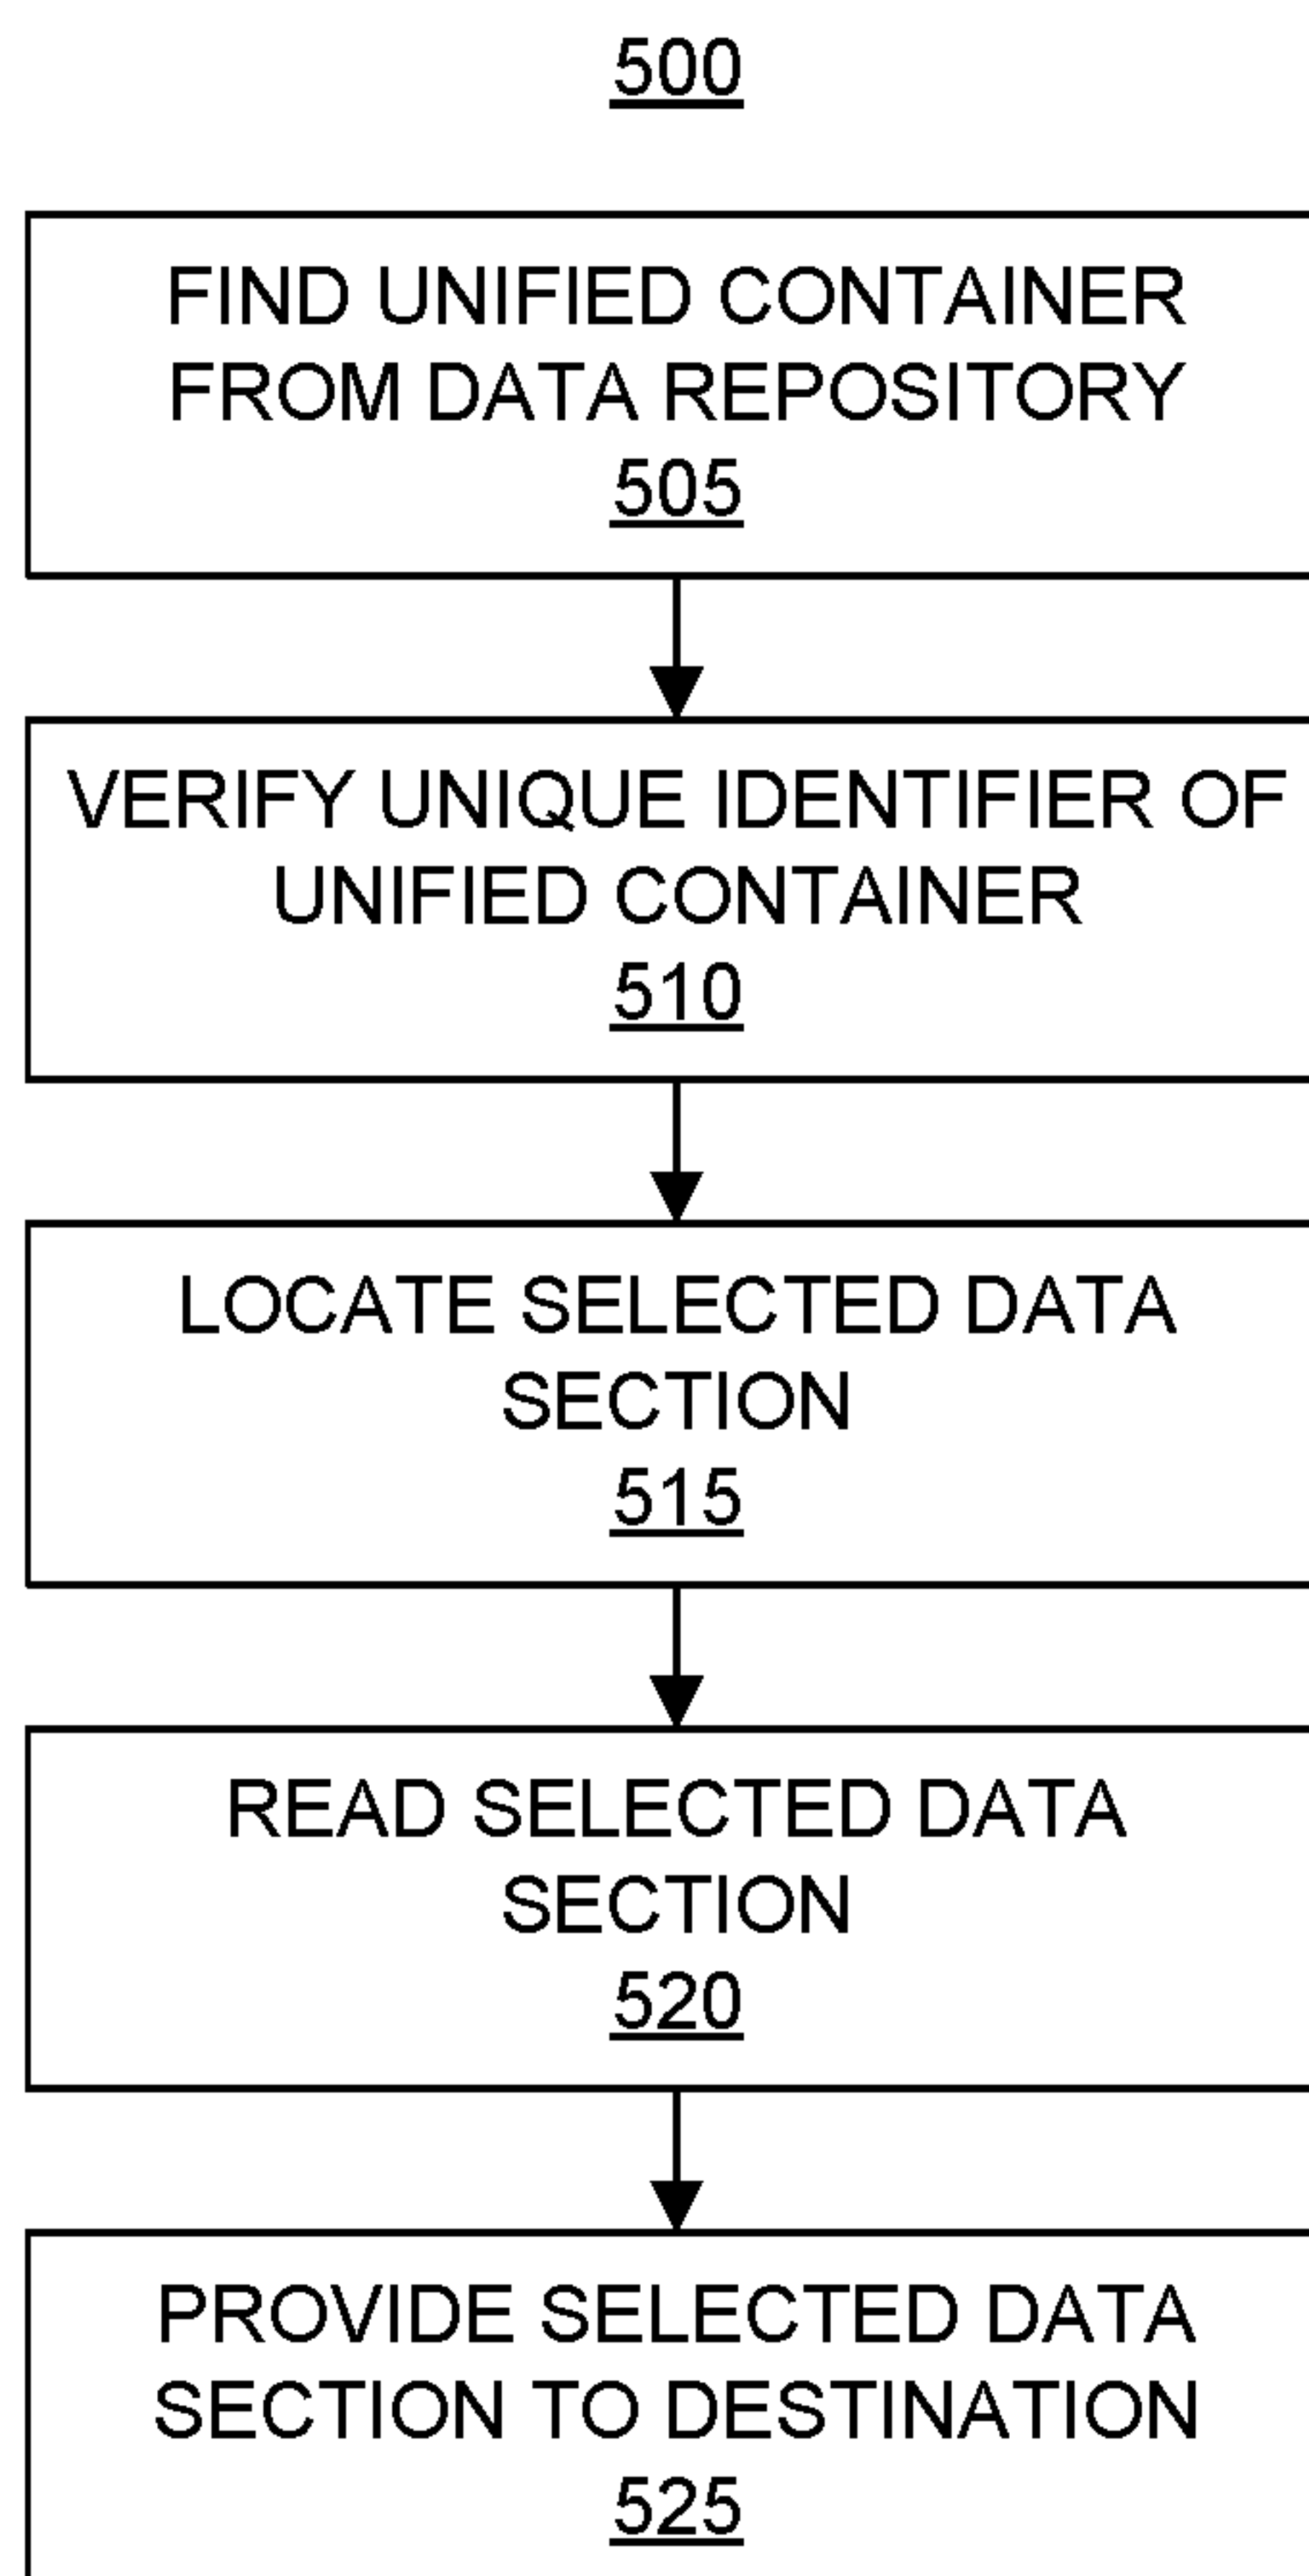 500
FIND UNIFIED CONTAINER
FROM DATA REPOSITORY
505
VERIFY UNIQUE IDENTIFIER OF
UNIFIED CONTAINER
510
LOCATE SELECTED DATA
SECTION
515
READ SELECTED DATA
SECTION
520
PROVIDE SELECTED DATA
SECTION TO DESTINATION
525